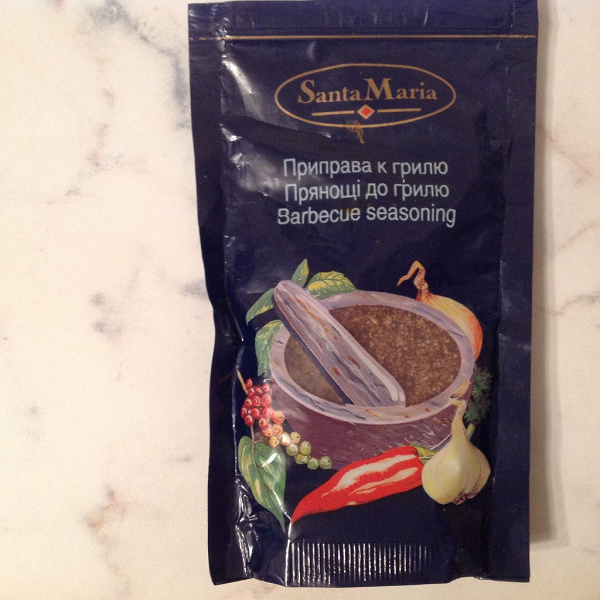 Santa Maria
Приправа к грилю
Прянощі до грилю
Barbecue seasoning